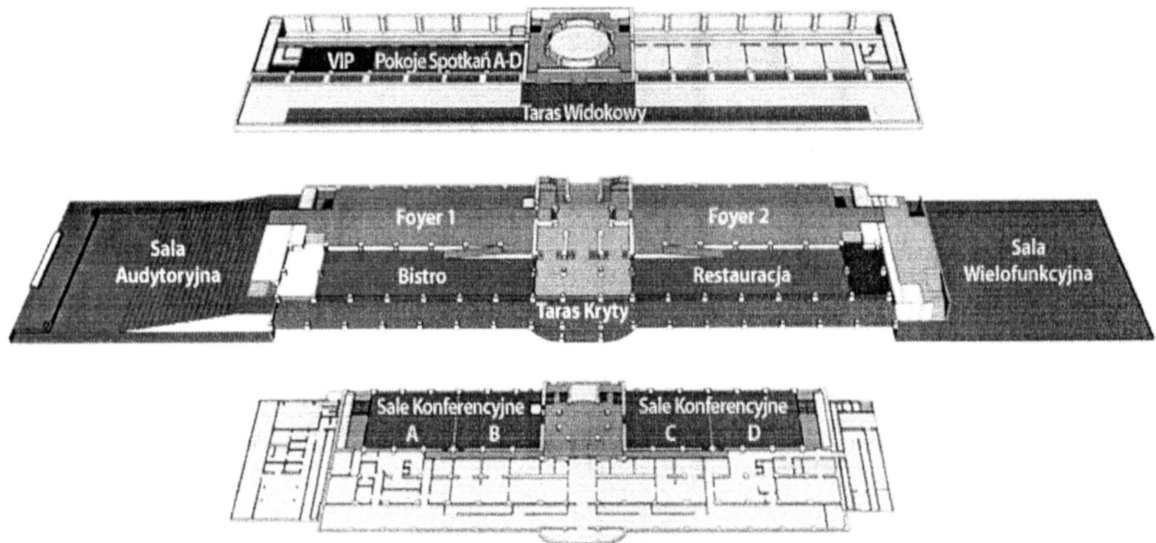 VIP Pokoje Spotkań A-D
Taras Widokowy
Foyer 1
Foyer 2
Sala
Audytoryjna
Bistro
Restauracja
Sala
Wielofunkcyjna
Taras Kryty
Sale Konferencyjne
A B
Sale Konferencyjne
C D